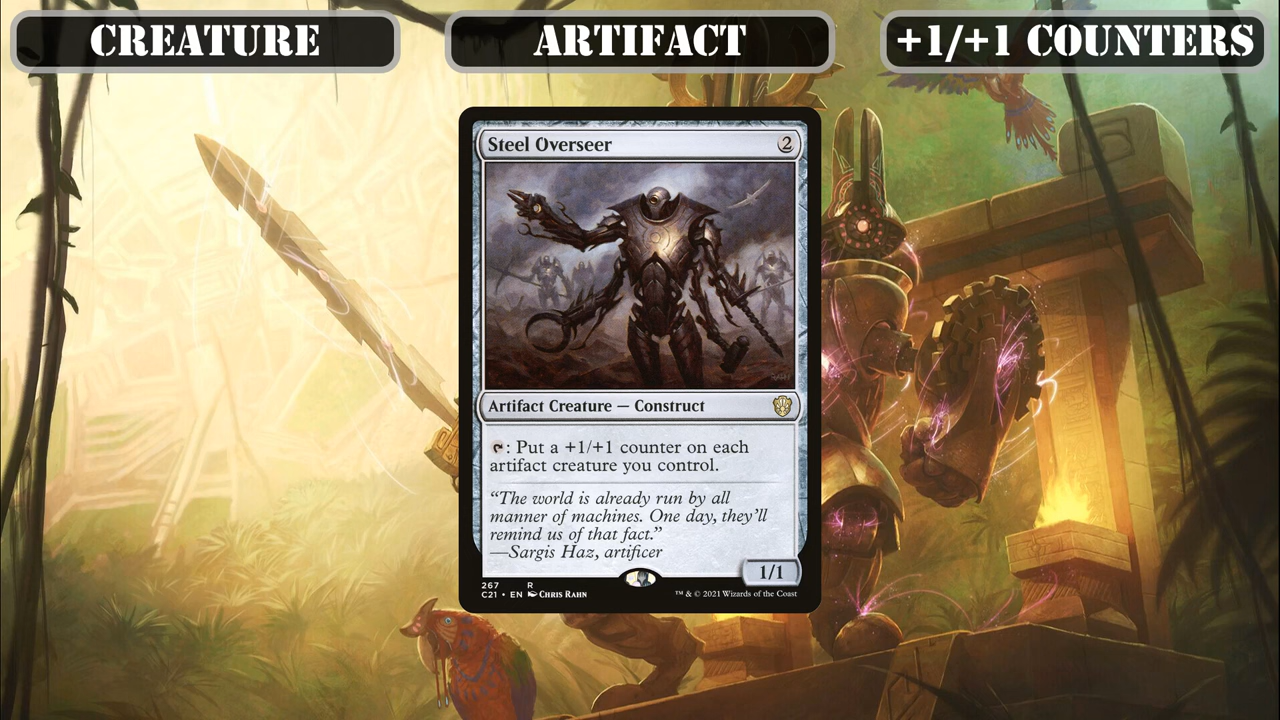 CREATURE
ARTIFACT
+1/+1 COUNTERS
Steel Overseer 2
Artifact Creature — Construct
: Put a +1/+1 counter on each
artifact creature you control.
“The world is already run by all
manner of machines. One day, they’ll
remind us of that fact.”
—Sargis Haz, artificer
1/1
267 R
C21 • EN Chris Rahn
™ & © 2021 Wizards of the Coast